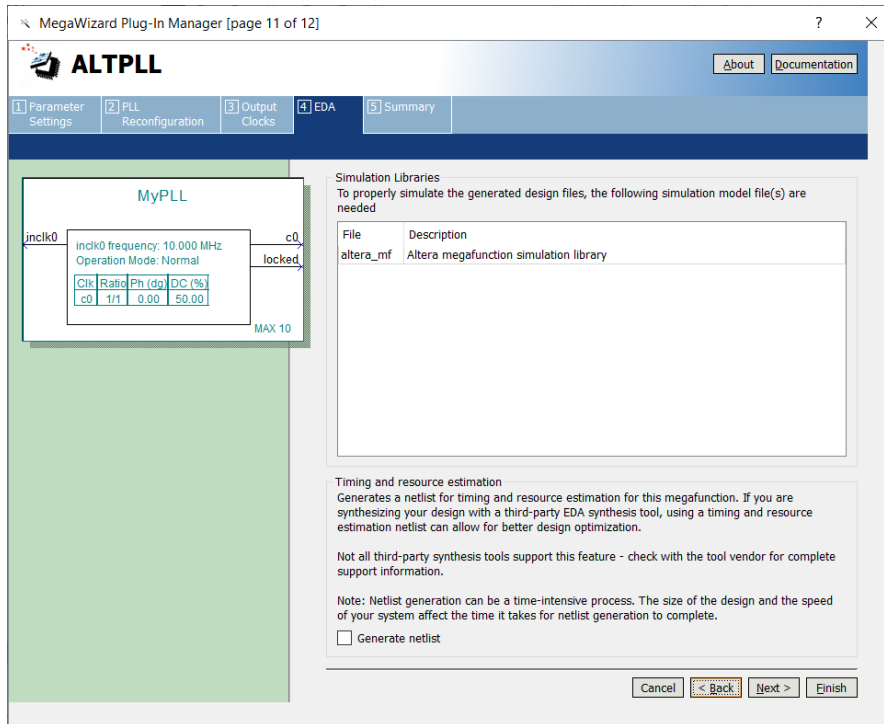 MegaWizard Plug-In Manager [page 11 of 12]
?
ALTPLL
About
Documentation
1 Parameter Settings
2 PLL Reconfiguration
3 Output Clocks
4 EDA
5 Summary
MyPLL
inclk0
c0
locked
inclk0 frequency: 10.000 MHz
Operation Mode: Normal
Clk Ratio Ph (dg) DC (%)
c0 1/1 0.00 50.00
MAX 10
Simulation Libraries
To properly simulate the generated design files, the following simulation model file(s) are
needed
File Description
altera_mf Altera megafunction simulation library
Timing and resource estimation
Generates a netlist for timing and resource estimation for this megafunction. If you are
synthesizing your design with a third-party EDA synthesis tool, using a timing and resource
estimation netlist can allow for better design optimization.
Not all third-party synthesis tools support this feature - check with the tool vendor for complete
support information.
Note: Netlist generation can be a time-intensive process. The size of the design and the speed
of your system affect the time it takes for netlist generation to complete.
Generate netlist
Cancel
< Back
Next >
Finish